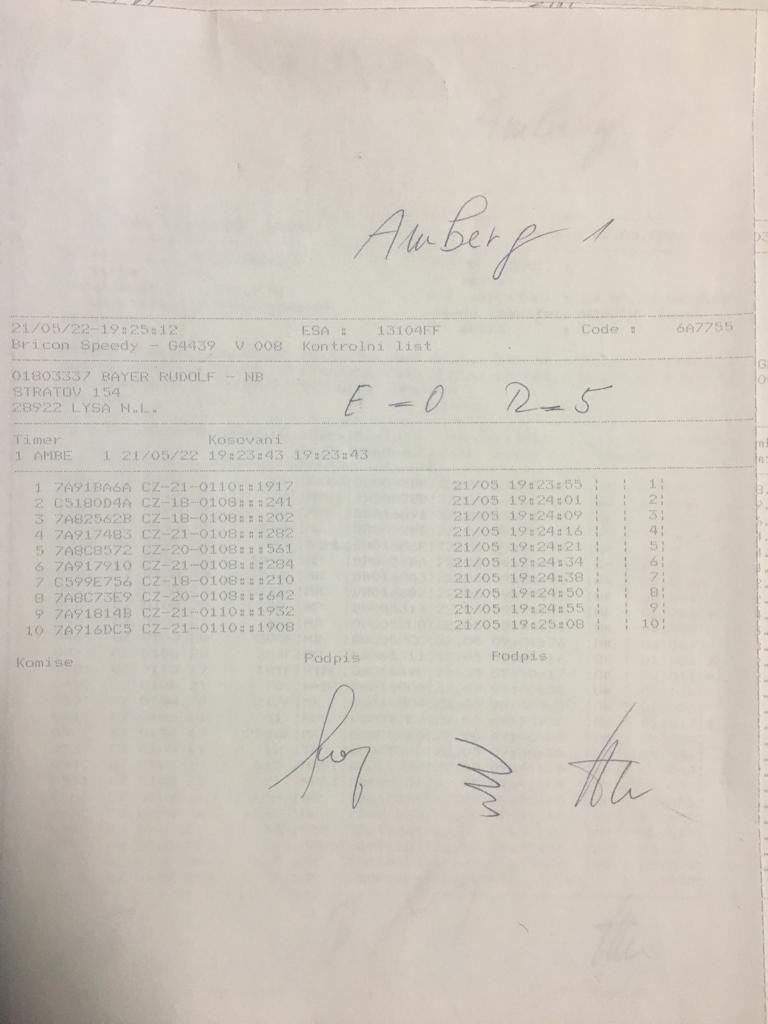 Amberg 1
21/05/22-19:25:12 ESA : 13104FF Code : 6A7755
Bricon Speedy - G4439 V 008 Kontrolni list
01803337 BAYER RUDOLF - NB
STRATOV 154
28922 LYSA N.L.
E = 0 R = 5
Timer Kosovani
1 AMBE 1 21/05/22 19:23:43 19:23:43
1 7A91BA6A CZ-21-0110:::1917 21/05 19:23:55 ¦ ¦ 1¦
2 C5180D4A CZ-18-0108::::241 21/05 19:24:01 ¦ ¦ 2¦
3 7A82562B CZ-18-0108::::202 21/05 19:24:09 ¦ ¦ 3¦
4 7A917483 CZ-21-0110::::282 21/05 19:24:16 ¦ ¦ 4¦
5 7A8C8572 CZ-20-0108::::561 21/05 19:24:21 ¦ ¦ 5¦
6 7A917910 CZ-21-0108::::284 21/05 19:24:34 ¦ ¦ 6¦
7 C599E756 CZ-18-0108::::210 21/05 19:24:38 ¦ ¦ 7¦
8 7A8C73E9 CZ-20-0108::::642 21/05 19:24:50 ¦ ¦ 8¦
9 7A91814B CZ-21-0110:::1932 21/05 19:24:55 ¦ ¦ 9¦
10 7A916DC5 CZ-21-0110:::1908 21/05 19:25:08 ¦ ¦ 10¦
Komise Podpis Podpis